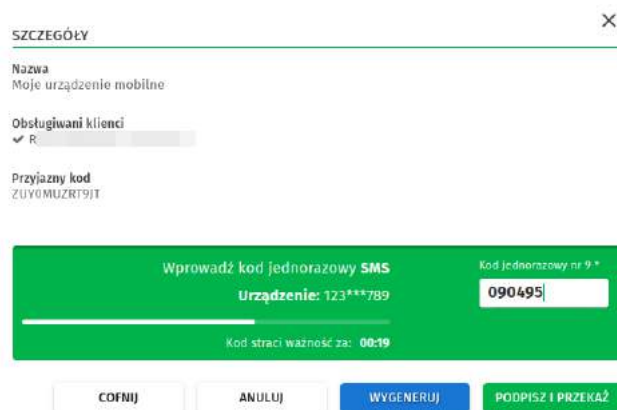 SZCZEGÓŁY
Nazwa
Moje urządzenie mobilne
Obsługiwani klienci
✔ R
Przyjazny kod
ZUY0MUZRT9JT
Wprowadź kod jednorazowy SMS
Urządzenie: 123***789
Kod straci ważność za: 00:19
Kod jednorazowy nr 9 *
090495
COFNIJ
ANULUJ
WYGENERUJ
PODPISZ I PRZEKAŻ